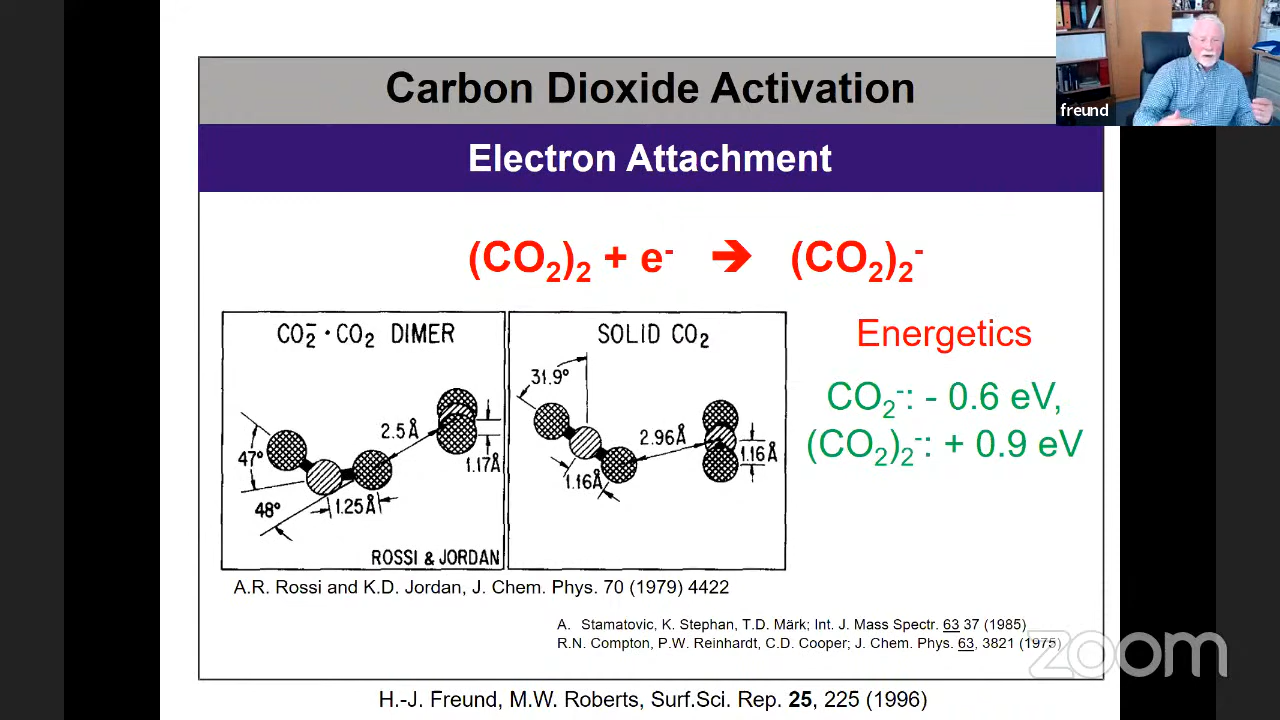 Carbon Dioxide Activation
freund
Electron Attachment
(CO₂)₂ + e⁻ ➔ (CO₂)₂⁻
CO₂⁻ · CO₂ DIMER
47°
48°
1.25Å
2.5Å
1.17Å
ROSSI & JORDAN
SOLID CO₂
31.9°
2.96Å
1.16Å
1.16Å
Energetics
CO₂⁻: - 0.6 eV,
(CO₂)₂⁻: + 0.9 eV
A.R. Rossi and K.D. Jordan, J. Chem. Phys. 70 (1979) 4422
A. Stamatovic, K. Stephan, T.D. Märk; Int. J. Mass Spectr. 63 37 (1985)
R.N. Compton, P.W. Reinhardt, C.D. Cooper; J. Chem. Phys. 63, 3821 (1975)
zoom
H.-J. Freund, M.W. Roberts, Surf.Sci. Rep. 25, 225 (1996)